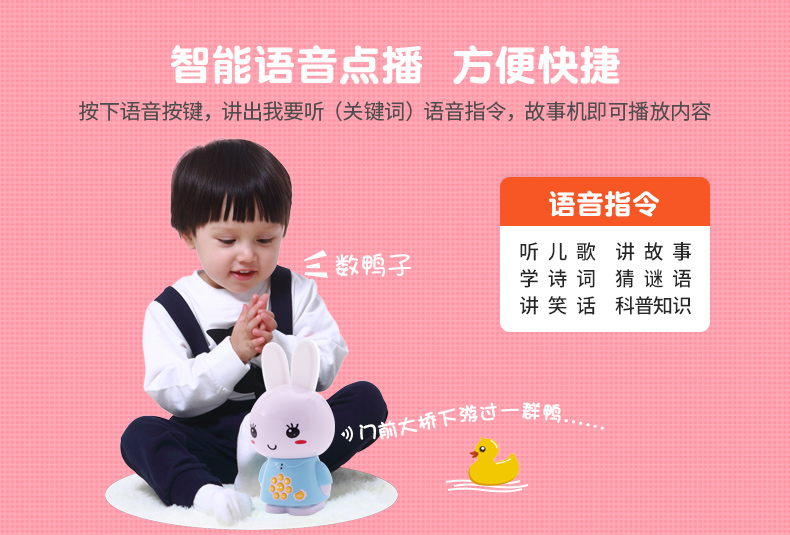 智能语音点播 方便快捷
按下语音按键，讲出我要听（关键词）语音指令，故事机即可播放内容
语音指令
听儿歌 讲故事
学诗词 猜谜语
讲笑话 科普知识
数鸭子
门前大桥下游过一群鸭......